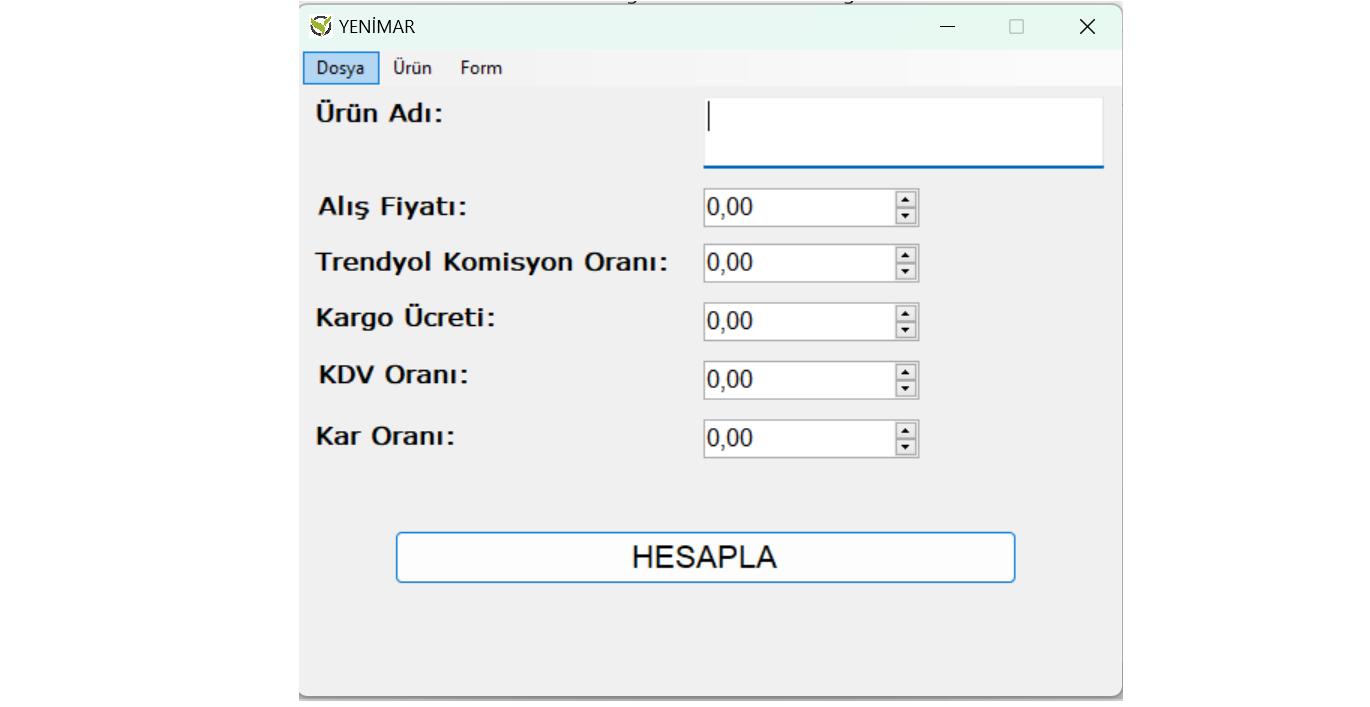 YENİMAR
Dosya Ürün Form
Ürün Adı:
Alış Fiyatı: 0,00
Trendyol Komisyon Oranı: 0,00
Kargo Ücreti: 0,00
KDV Oranı: 0,00
Kar Oranı: 0,00
HESAPLA